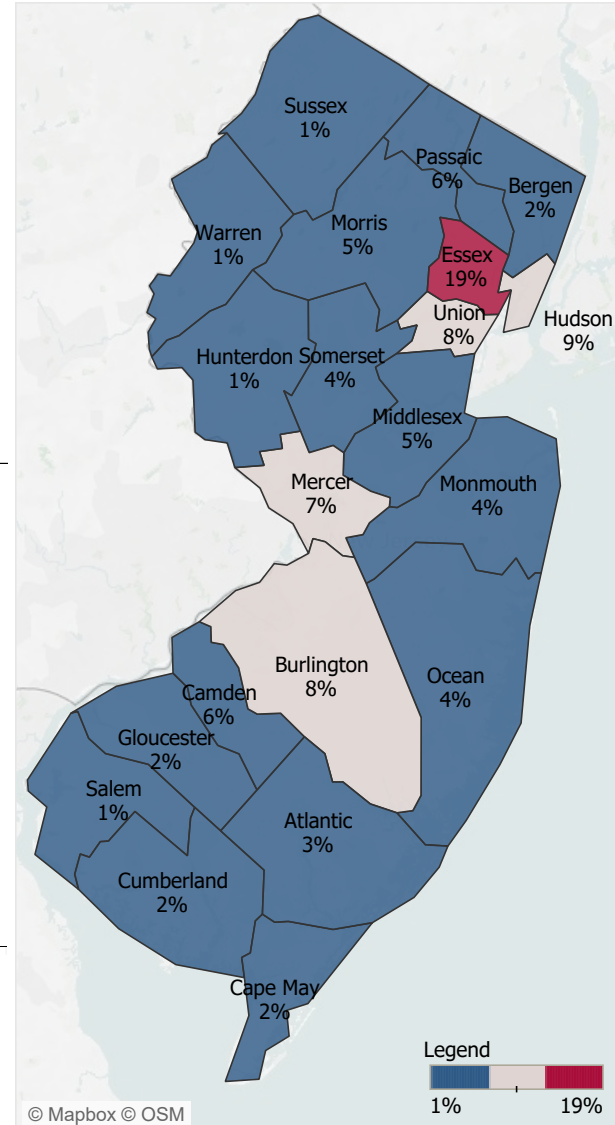 Sussex
1%
Passaic
6%
Bergen
2%
Warren
1%
Morris
5%
Essex
19%
Union
8%
Hudson
9%
Hunterdon
1%
Somerset
4%
Middlesex
5%
Mercer
7%
Monmouth
4%
Burlington
8%
Ocean
4%
Camden
6%
Gloucester
2%
Salem
1%
Atlantic
3%
Cumberland
2%
Cape May
2%
Legend
1% 19%
© Mapbox © OSM